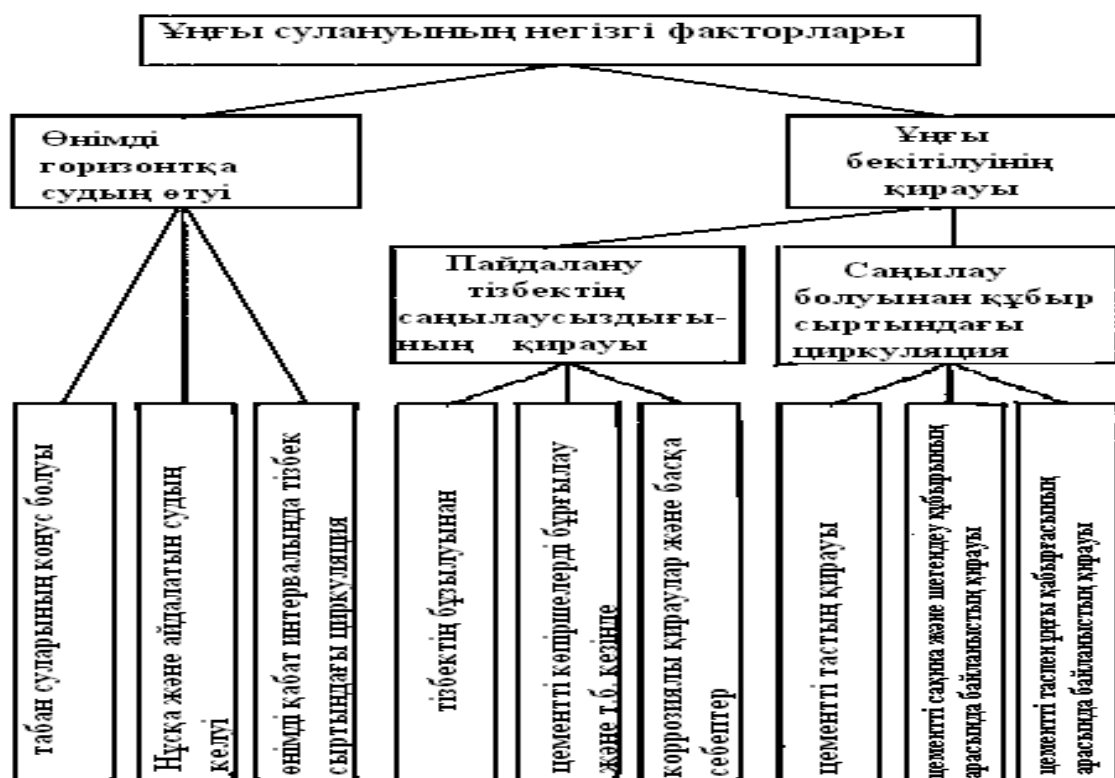 Ұңғы сулануының негізгі факторлары
Өнімді
горизонтқа
судың өтуі
Ұңғы
бекітілуінің
қирауы
Пайдалану
тізбектің
саңылаусыздығы-
ның қирауы
Саңылау
болуынан құбыр
сыртындағы
циркуляция
табан суларының конус болуы
Нұсқа және айдалатын судың
келуі
өнімді қабат интервалында тізбек
сыртындағы циркуляция
тізбектің бұзылуынан
цементті көпіршелерді бұрғылау
және т.б. кезінде
коррозиялы қираулар және басқа
себептер
цементті тастың қирауы
цементті сақина және шегендеу құбырының
арасында байланыстың қирауы
цементті таспен ұңғы қабырғасының
арасында байланыстың қирауы